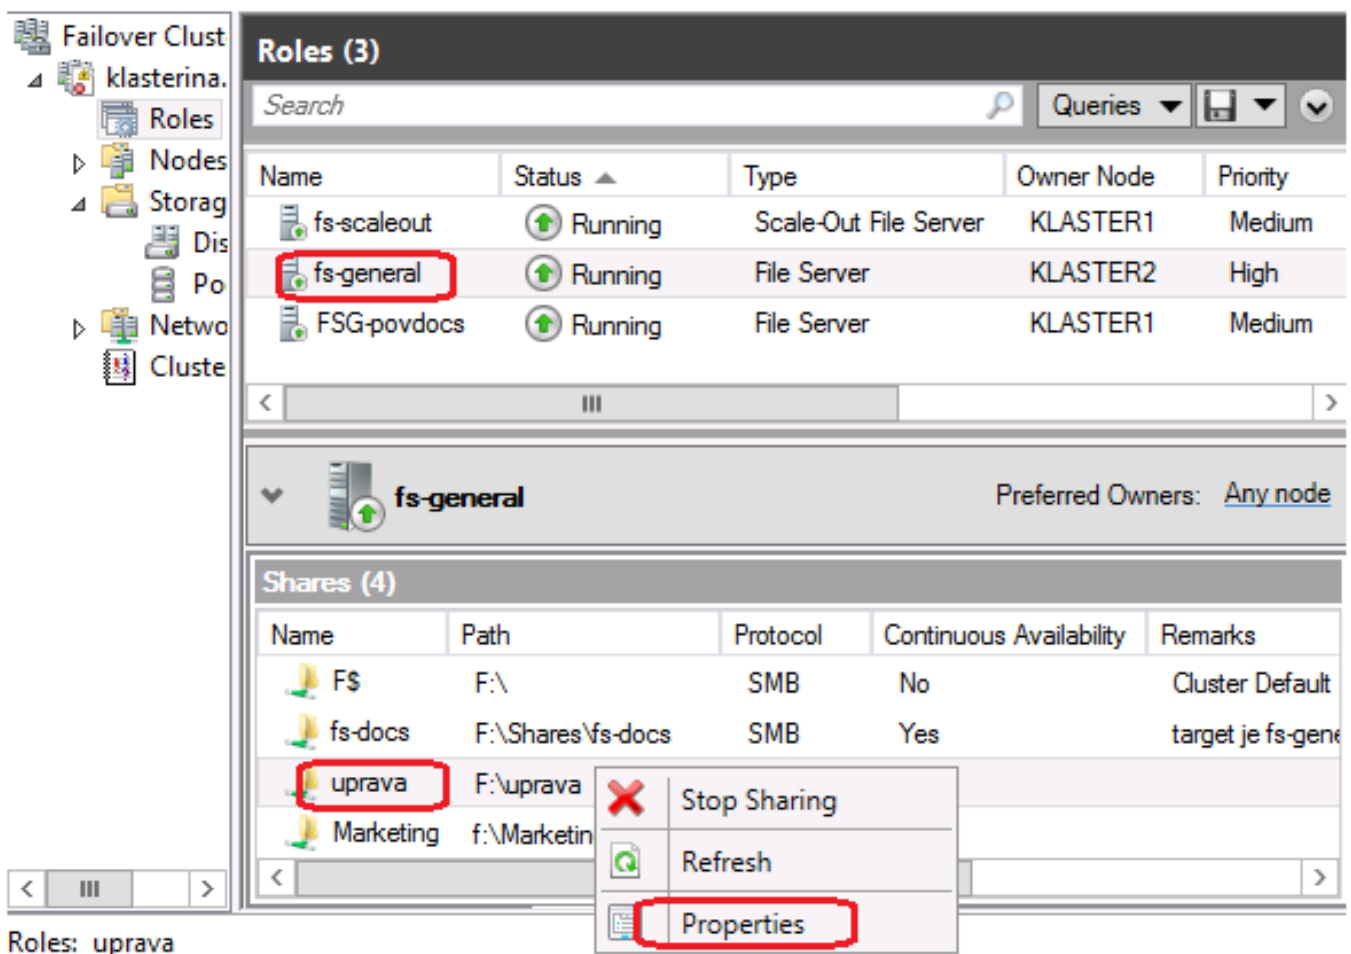 Failover Clust
klasterina.
Roles
Nodes
Storag
Dis
Po
Netwo
Cluste
Roles (3)
Search
Queries
Name Status Type Owner Node Priority
fs-scaleout Running Scale-Out File Server KLASTER1 Medium
fs-general Running File Server KLASTER2 High
FSG-povdocs Running File Server KLASTER1 Medium
fs-general Preferred Owners: Any node
Shares (4)
Name Path Protocol Continuous Availability Remarks
F$ F:\ SMB No Cluster Default
fs-docs F:\Shares\fs-docs SMB Yes target je fs-gene
uprava F:\uprava
Marketing f:\Marketin
Stop Sharing
Refresh
Properties
Roles: uprava